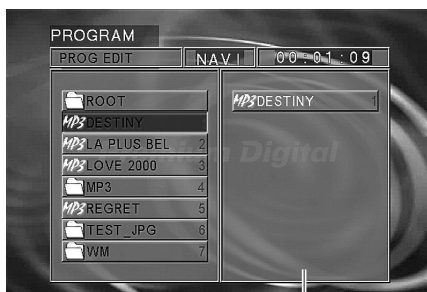 PROGRAM
PROG EDIT NAVI 00:01:09
ROOT
MP3 DESTINY
MP3 LA PLUS BEL 2
MP3 LOVE 2000 3
MP3 4
MP3 REGRET 5
TEST_JPG 6
WM 7
MP3 DESTINY 1
Digital